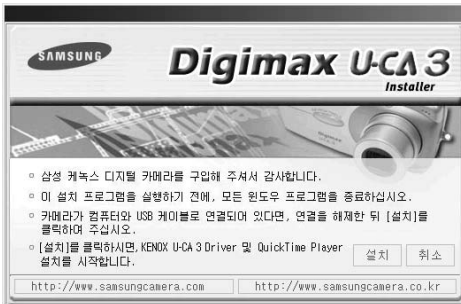 SAMSUNG
Digimax U-CA 3
Installer
삼성 케녹스 디지털 카메라를 구입해 주셔서 감사합니다.
이 설치 프로그램을 실행하기 전에, 모든 윈도우 프로그램을 종료하십시오.
카메라가 컴퓨터와 USB 케이블로 연결되어 있다면, 연결을 해제한 뒤 [설치]를
클릭하여 주십시오.
[설치]를 클릭하시면, KENOX U-CA 3 Driver 및 QuickTime Player
설치를 시작합니다.
설치
취소
http://www.samsungcamera.com
http://www.samsungcamera.co.kr